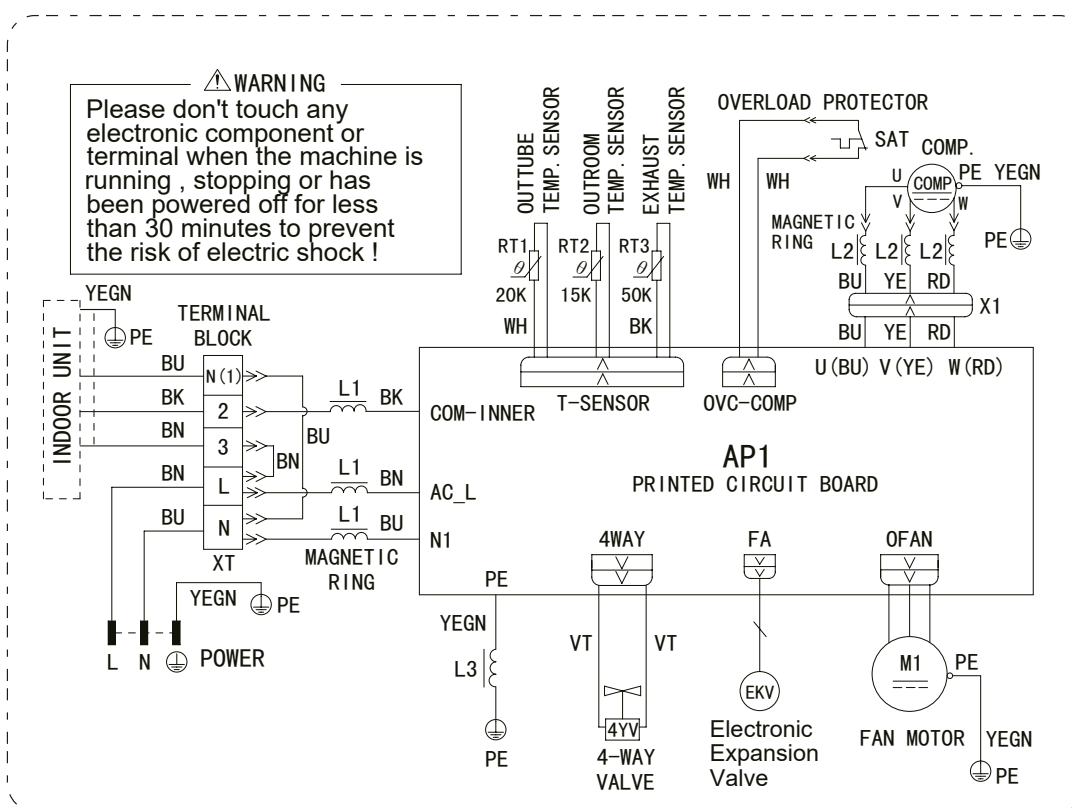 WARNING
Please don't touch any
electronic component or
terminal when the machine is
running , stopping or has
been powered off for less
than 30 minutes to prevent
the risk of electric shock !
OUTTUBE
TEMP. SENSOR
OUTROOM
TEMP. SENSOR
EXHAUST
TEMP. SENSOR
RT1
θ
20K
WH
RT2
θ
15K
RT3
θ
50K
BK
OVERLOAD PROTECTOR
SAT
WH
WH
COMP.
U
V
W
COMP
PE YEGN
PE
MAGNETIC
RING
L2
L2
L2
BU YE RD
X1
BU YE RD
U(BU) V(YE) W(RD)
YEGN
PE
INDOOR UNIT
TERMINAL
BLOCK
BU
N(1)
BK
2
BN
3
BN
L
BU
N
XT
BU
BN
L1
BK
L1
BN
L1
BU
MAGNETIC
RING
T-SENSOR
OVC-COMP
COM-INNER
AC_L
N1
AP1
PRINTED CIRCUIT BOARD
4WAY
FA
OFAN
PE
YEGN
PE
L N
POWER
YEGN
L3
PE
VT
VT
4YV
4-WAY
VALVE
EKV
Electronic
Expansion
Valve
M1
PE
FAN MOTOR
YEGN
PE